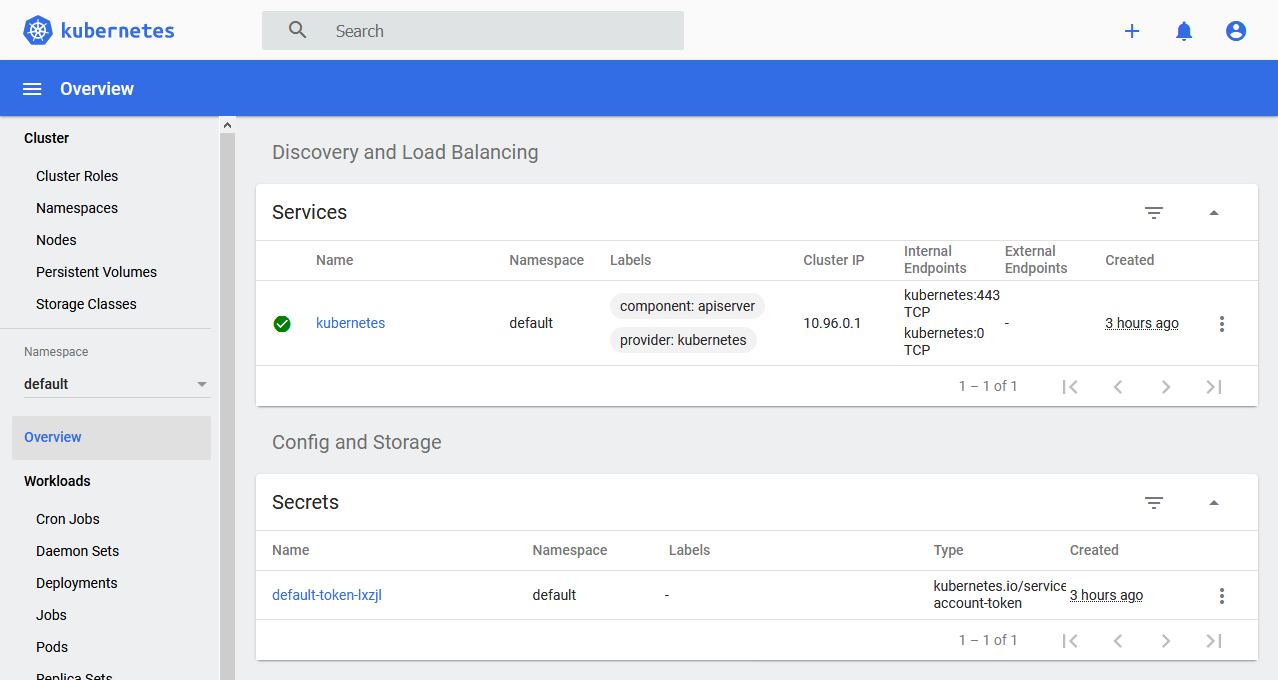 kubernetes
Search
Overview
Cluster
Cluster Roles
Namespaces
Nodes
Persistent Volumes
Storage Classes
Namespace
default
Overview
Workloads
Cron Jobs
Daemon Sets
Deployments
Jobs
Pods
Replica Sets
Discovery and Load Balancing
Services
Name Namespace Labels Cluster IP Internal Endpoints External Endpoints Created
kubernetes default component: apiserver provider: kubernetes 10.96.0.1 kubernetes:443 TCP kubernetes:0 TCP - 3 hours ago
1 – 1 of 1
Config and Storage
Secrets
Name Namespace Labels Type Created
default-token-lxzjl default - kubernetes.io/service account-token 3 hours ago
1 – 1 of 1